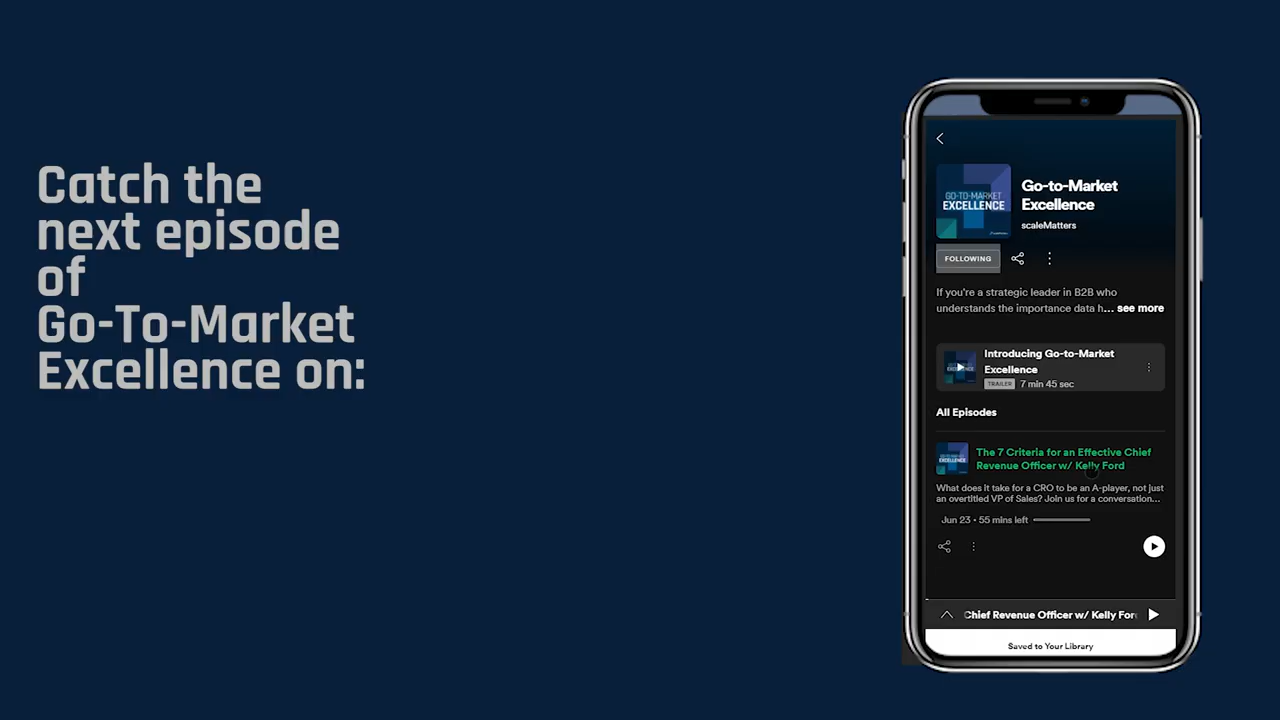 Catch the
next episode
of
Go-To-Market
Excellence on:
GO-TO-MARKET
EXCELLENCE
Go-to-Market
Excellence
scaleMatters
FOLLOWING
If you're a strategic leader in B2B who
understands the importance data h... see more
Introducing Go-to-Market
Excellence
TRAILER 7 min 45 sec
All Episodes
GO-TO-MARKET
EXCELLENCE
The 7 Criteria for an Effective Chief
Revenue Officer w/ Kelly Ford
What does it take for a CRO to be an A-player, not just
an overtitled VP of Sales? Join us for a conversation...
Jun 23 • 55 mins left
Chief Revenue Officer w/ Kelly For
Saved to Your Library